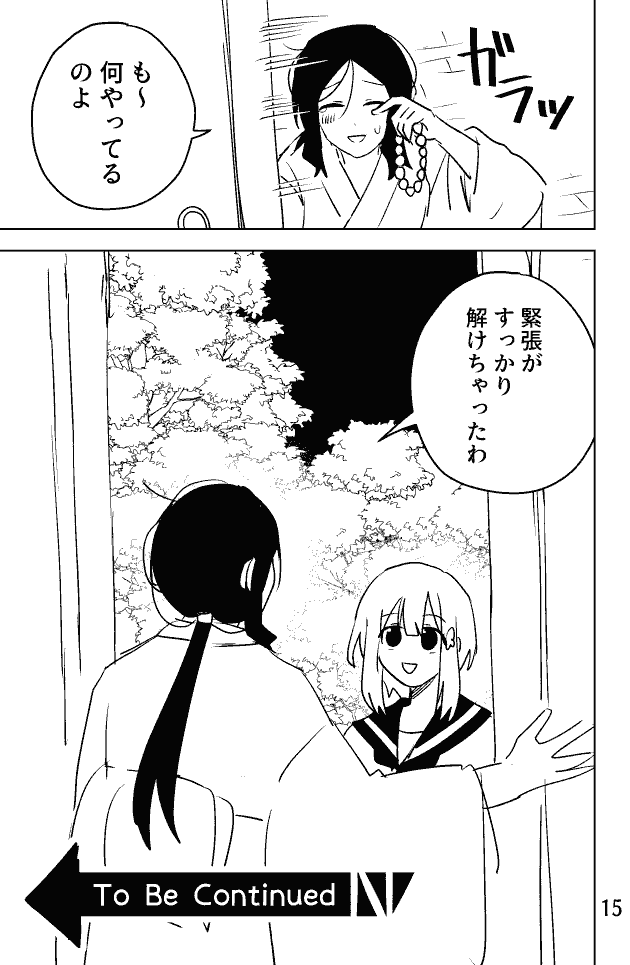 ガラッ
も〜
何やってる
のよ
緊張が
すっかり
解けちゃったわ
To Be Continued
15